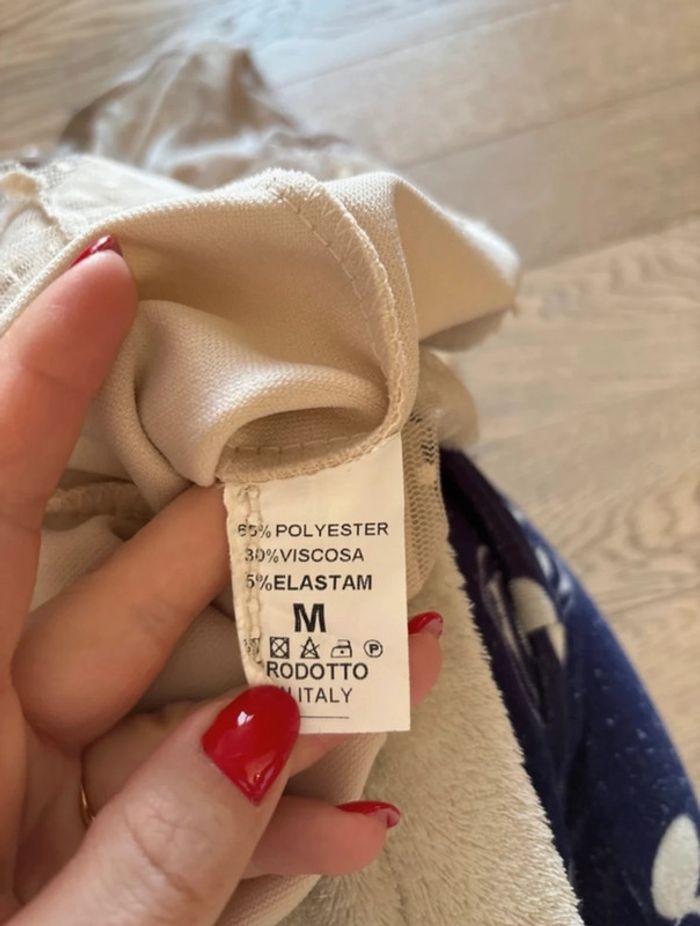 65% POLYESTER
30%VISCOSA
5%ELASTAM
M
P
RODOTTO
ITALY